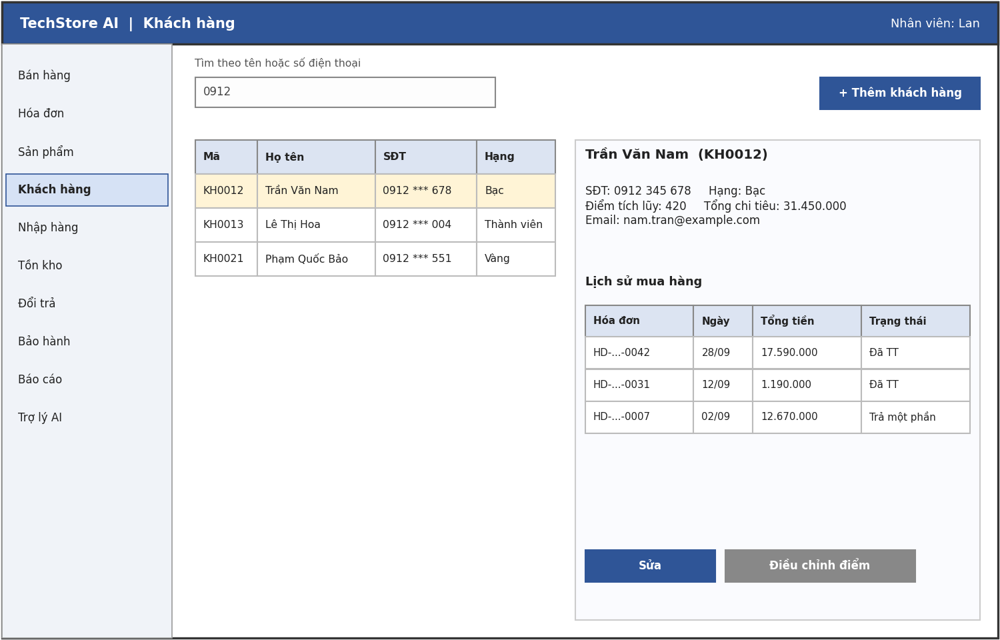 TechStore AI | Khách hàng
Nhân viên: Lan
Bán hàng
Hóa đơn
Sản phẩm
Khách hàng
Nhập hàng
Tồn kho
Đổi trả
Bảo hành
Báo cáo
Trợ lý AI
Tìm theo tên hoặc số điện thoại
0912
+ Thêm khách hàng
Mã Họ tên SĐT Hạng
KH0012 Trần Văn Nam 0912 *** 678 Bạc
KH0013 Lê Thị Hoa 0912 *** 004 Thành viên
KH0021 Phạm Quốc Bảo 0912 *** 551 Vàng
Trần Văn Nam (KH0012)
SĐT: 0912 345 678 Hạng: Bạc
Điểm tích lũy: 420 Tổng chi tiêu: 31.450.000
Email: nam.tran@example.com
Lịch sử mua hàng
Hóa đơn Ngày Tổng tiền Trạng thái
HD-...-0042 28/09 17.590.000 Đã TT
HD-...-0031 12/09 1.190.000 Đã TT
HD-...-0007 02/09 12.670.000 Trả một phần
Sửa
Điều chỉnh điểm